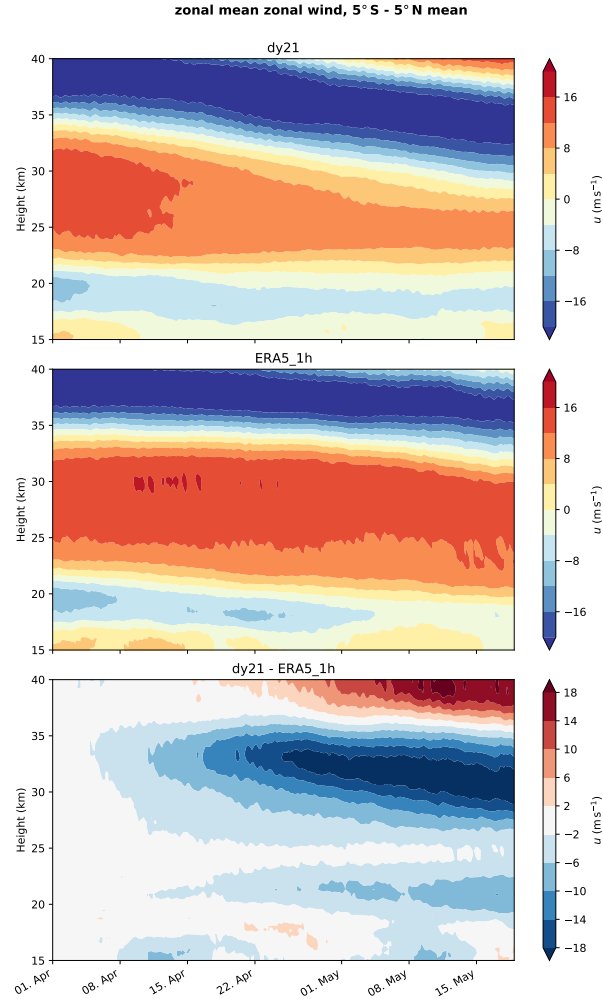 zonal mean zonal wind, 5°S - 5°N mean
dy21
40
35
30
25
20
15
Height (km)
16
8
0
−8
−16
u (m s⁻¹)
ERA5_1h
40
35
30
25
20
15
Height (km)
16
8
0
−8
−16
u (m s⁻¹)
dy21 - ERA5_1h
40
35
30
25
20
15
Height (km)
18
14
10
6
2
−2
−6
−10
−14
−18
u (m s⁻¹)
01. Apr
08. Apr
15. Apr
22. Apr
01. May
08. May
15. May